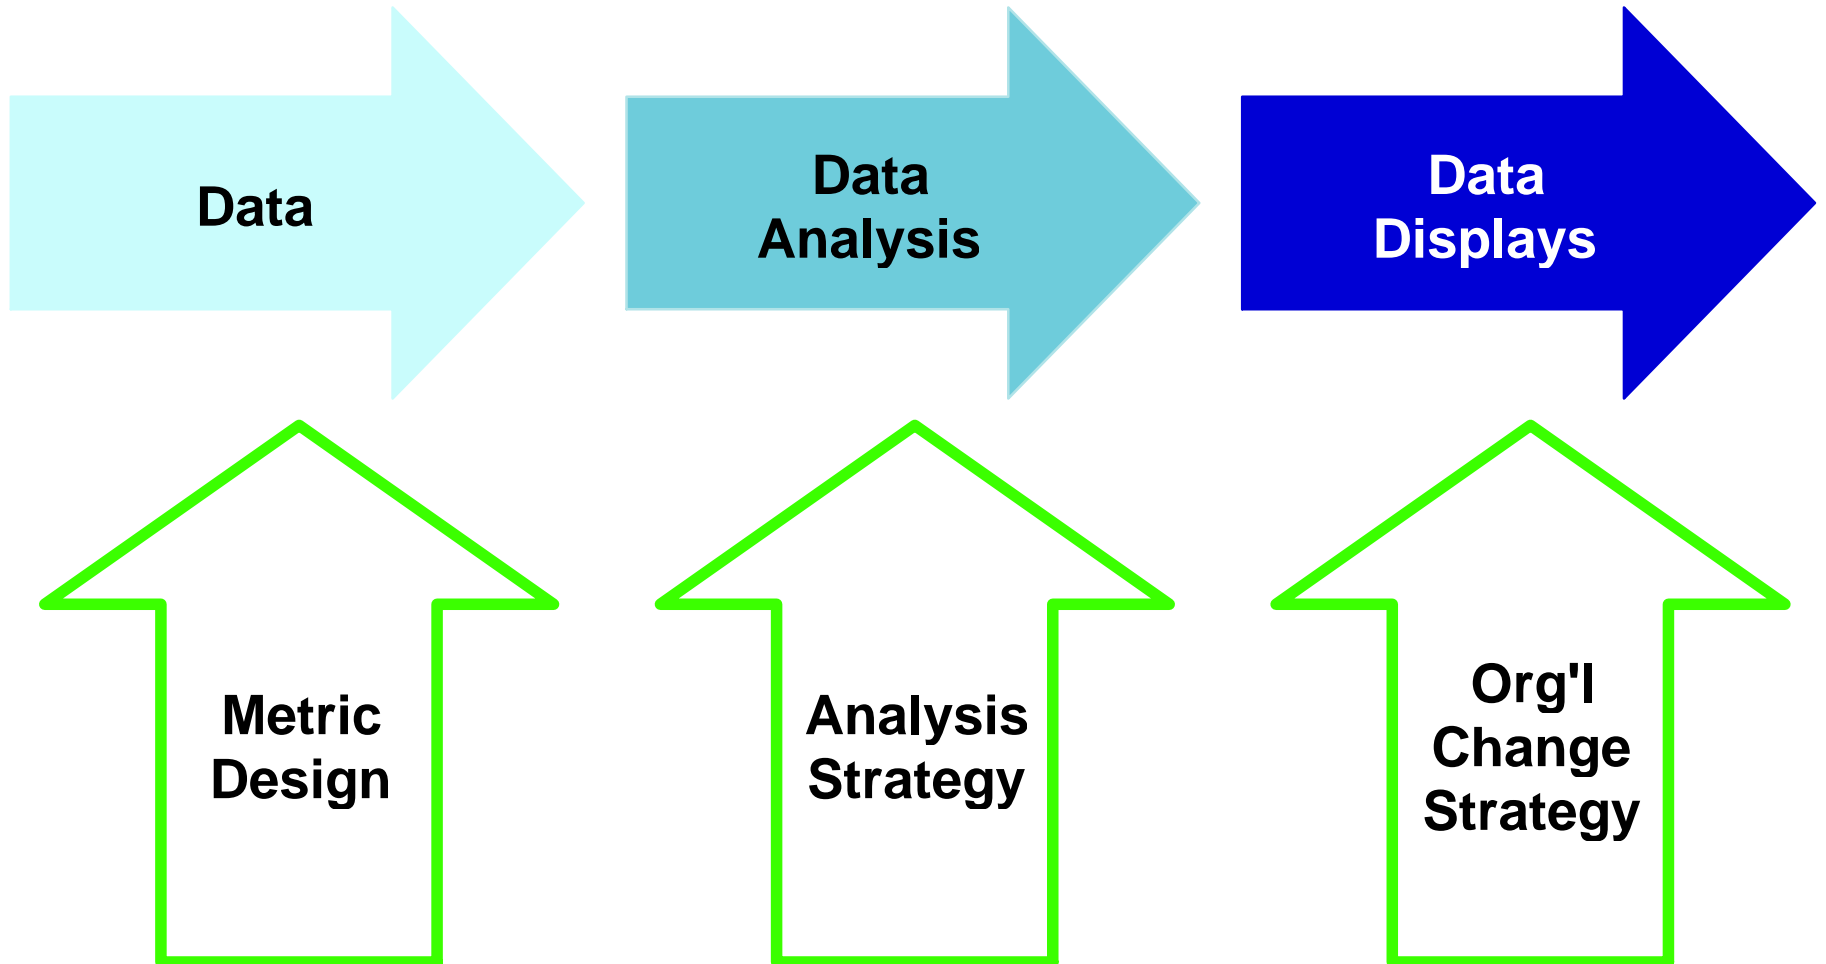 Data
Data
Analysis
Data
Displays
Metric
Design
Analysis
Strategy
Org'l
Change
Strategy